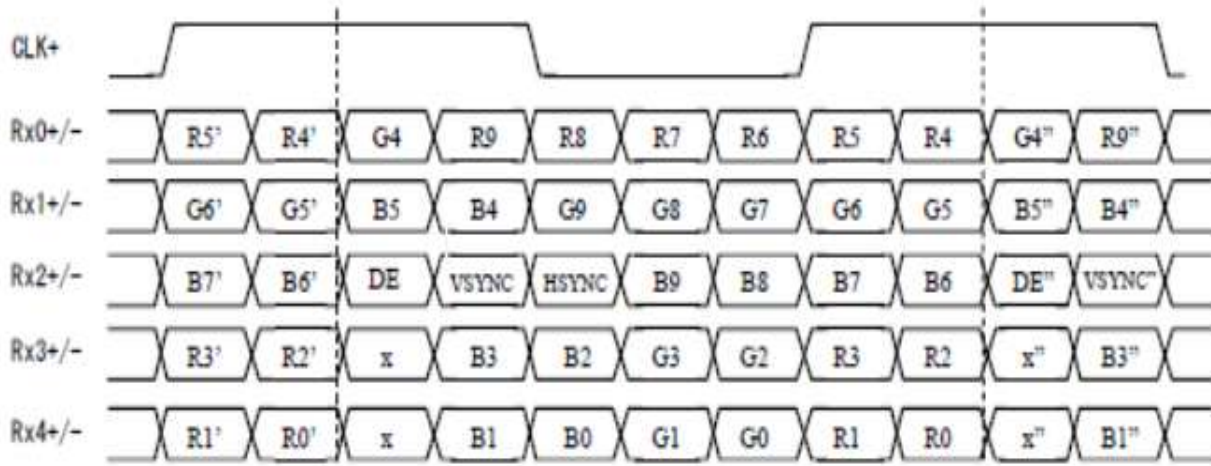 CLK+
Rx0+/- R5' R4' G4 R9 R8 R7 R6 R5 R4 G4" R9"
Rx1+/- G6' G5' B5 B4 G9 G8 G7 G6 G5 B5" B4"
Rx2+/- B7' B6' DE VSYNC HSYNC B9 B8 B7 B6 DE" VSYNC"
Rx3+/- R3' R2' x B3 B2 G3 G2 R3 R2 x" B3"
Rx4+/- R1' R0' x B1 B0 G1 G0 R1 R0 x" B1"